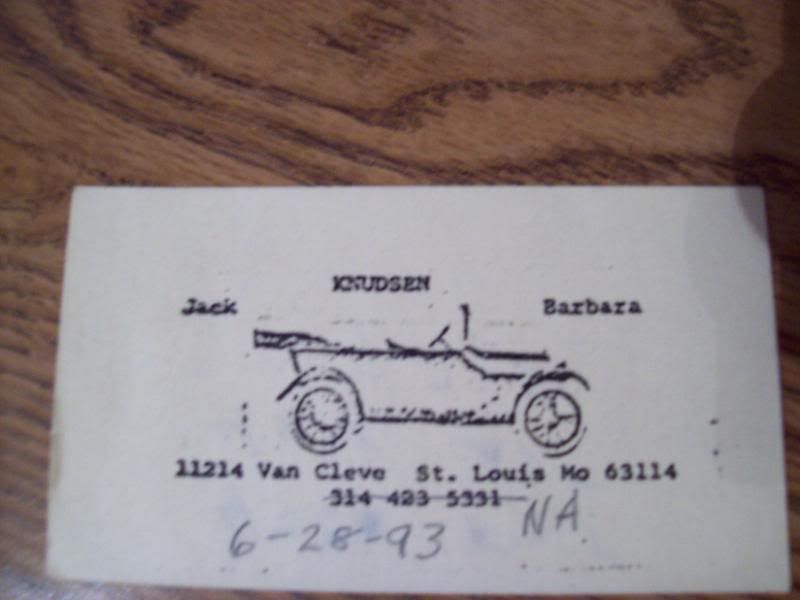 KNUDSEN
Jack Barbara
11214 Van Cleve St. Louis Mo 63114
314 423 5331 NA
6-28-93